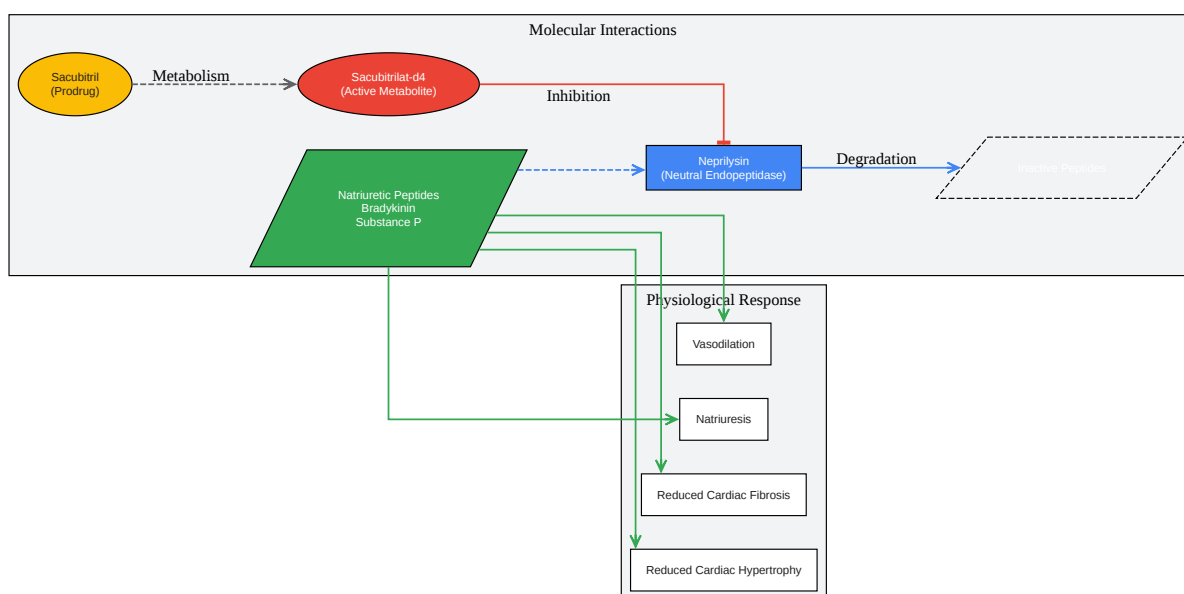 Molecular Interactions
Sacubitril
(Prodrug)
Metabolism
Sacubitrilat-d4
(Active Metabolite)
Inhibition
Natriuretic Peptides
Bradykinin
Substance P
Neprilysin
(Neutral Endopeptidase)
Degradation
Inactive Peptides
Physiological Response
Vasodilation
Natriuresis
Reduced Cardiac Fibrosis
Reduced Cardiac Hypertrophy